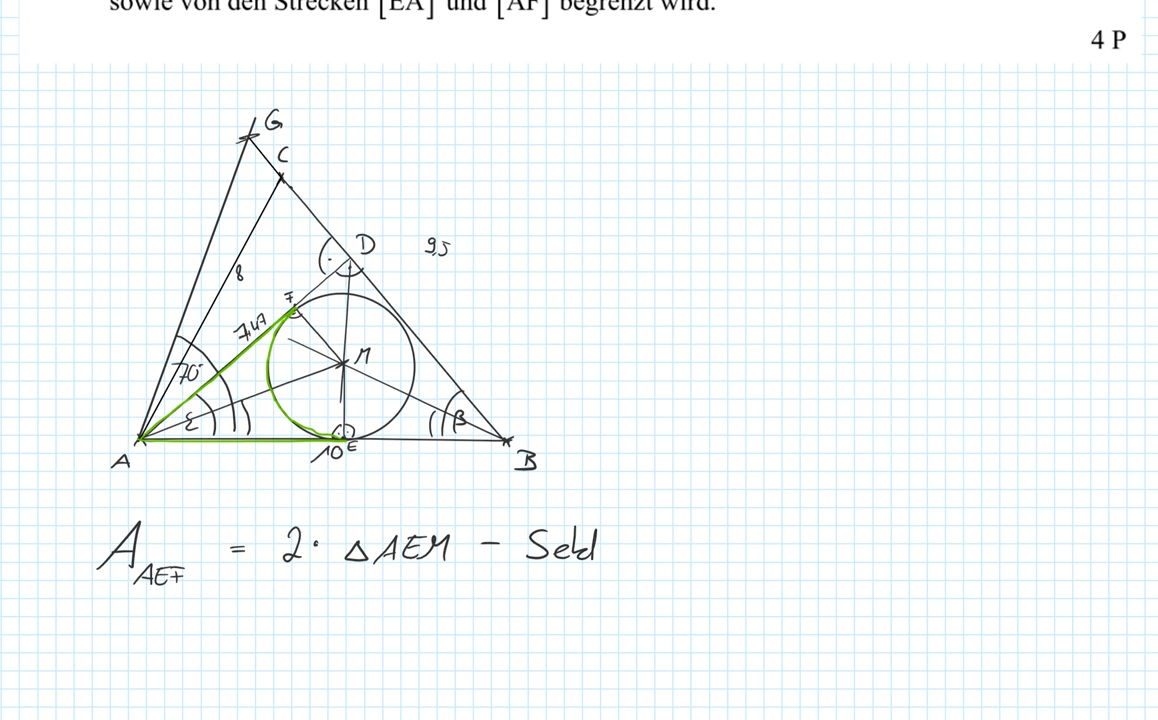 sowie von den Strecken [EA] und [AF] begrenzt wird.
4 P
G
C
D
9,5
8
F
7,47
M
70°
ε
β
A
10
E
B
A_AEF = 2 · △AEM – Sekt